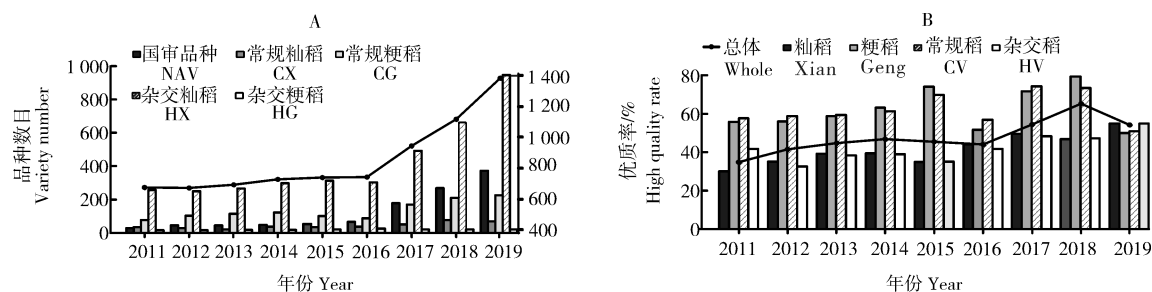 A
国审品种 常规籼稻 常规粳稻
NAV CX CG
杂交籼稻 杂交粳稻
HX HG
品种数目
Variety number
1 000
800
600
400
200
0
1 400
1 200
1 000
800
600
400
2011 2012 2013 2014 2015 2016 2017 2018 2019
年份 Year
B
总体 籼稻 粳稻 常规稻 杂交稻
Whole Xian Geng CV HV
优质率/%
High quality rate
80
60
40
20
0
2011 2012 2013 2014 2015 2016 2017 2018 2019
年份 Year